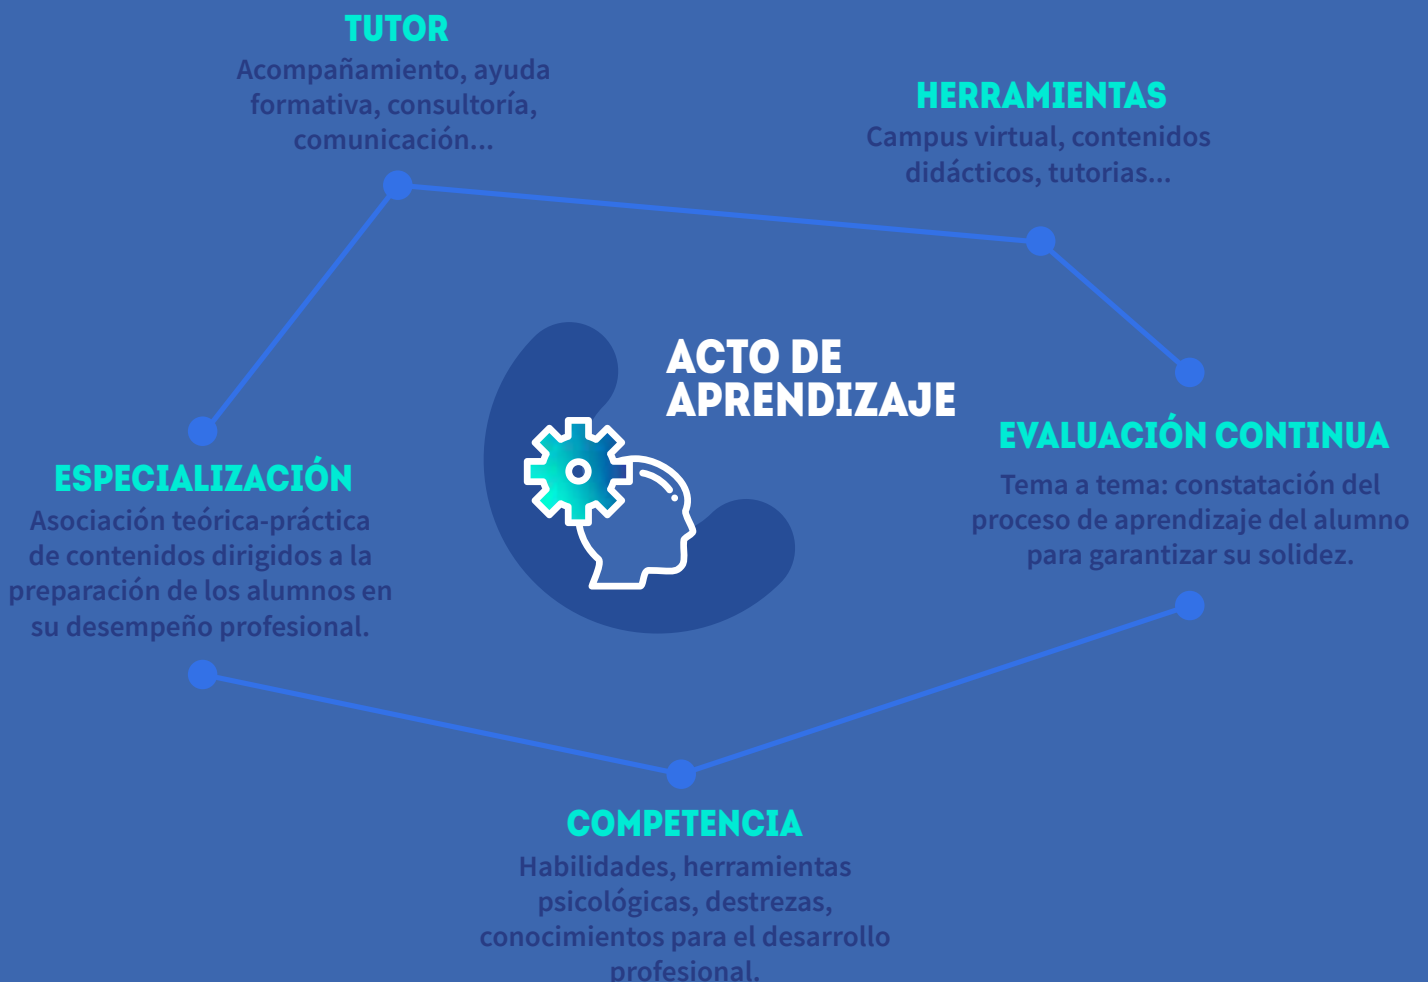 TUTOR
Acompañamiento, ayuda
formativa, consultoría,
comunicación...
HERRAMIENTAS
Campus virtual, contenidos
didácticos, tutorias...
ACTO DE
APRENDIZAJE
EVALUACIÓN CONTINUA
Tema a tema: constatación del
proceso de aprendizaje del alumno
para garantizar su solidez.
ESPECIALIZACIÓN
Asociación teórica-práctica
de contenidos dirigidos a la
preparación de los alumnos en
su desempeño profesional.
COMPETENCIA
Habilidades, herramientas
psicológicas, destrezas,
conocimientos para el desarrollo
profesional.